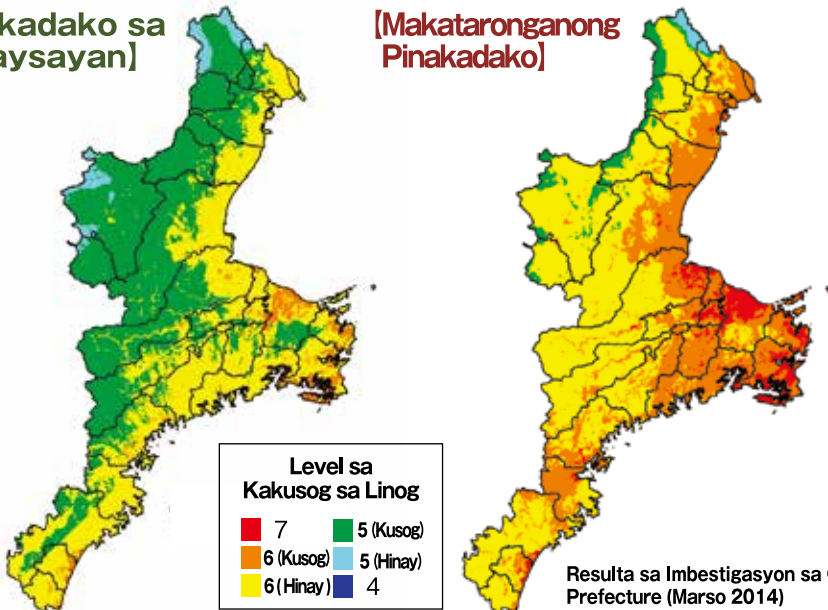 kadako sa
aysayan】
【Makataronganong
Pinakadako】
Level sa
Kakusog sa Linog
7
5 (Kusog)
6 (Kusog)
5 (Hinay)
6 (Hinay)
4
Resulta sa Imbestigasyon sa
Prefecture (Marso 2014)